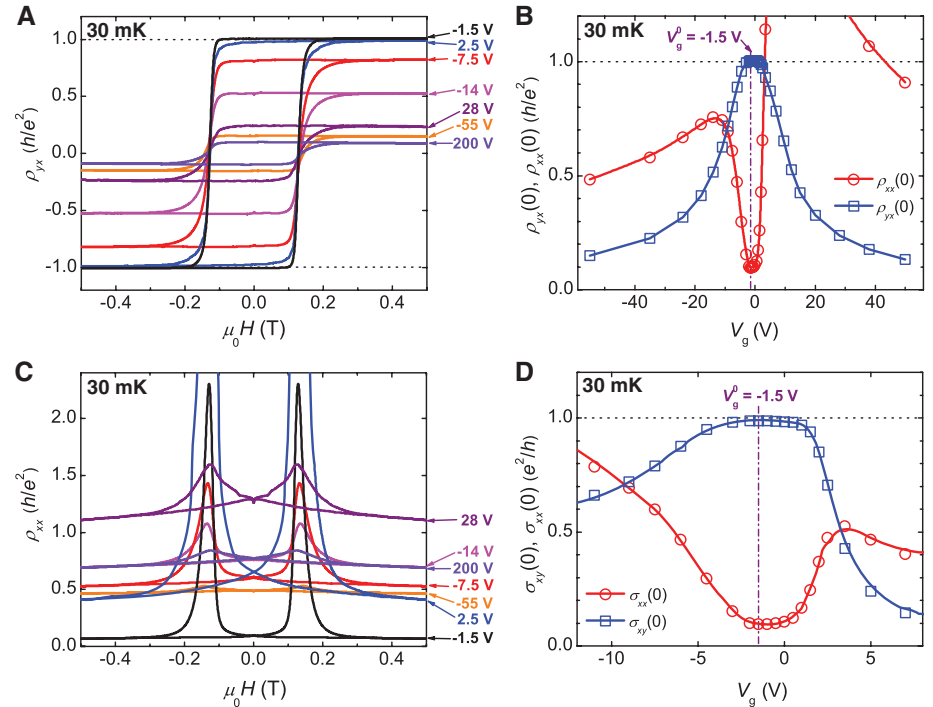 A
30 mK
ρyx (h/e²)
1.0
0.5
0.0
-0.5
-1.0
-0.4
-0.2
0.0
0.2
0.4
μ₀H (T)
-1.5 V
2.5 V
-7.5 V
-14 V
28 V
-55 V
200 V
B
30 mK
Vg⁰ = -1.5 V
ρyx(0), ρxx(0) (h/e²)
1.0
0.5
0.0
ρxx(0)
ρyx(0)
-40
-20
0
20
40
Vg (V)
C
30 mK
ρxx (h/e²)
2.0
1.5
1.0
0.5
0.0
-0.4
-0.2
0.0
0.2
0.4
μ₀H (T)
28 V
-14 V
200 V
-7.5 V
-55 V
2.5 V
-1.5 V
D
30 mK
Vg⁰ = -1.5 V
σxy(0), σxx(0) (e²/h)
1.0
0.5
0.0
σxx(0)
σxy(0)
-10
-5
0
5
Vg (V)